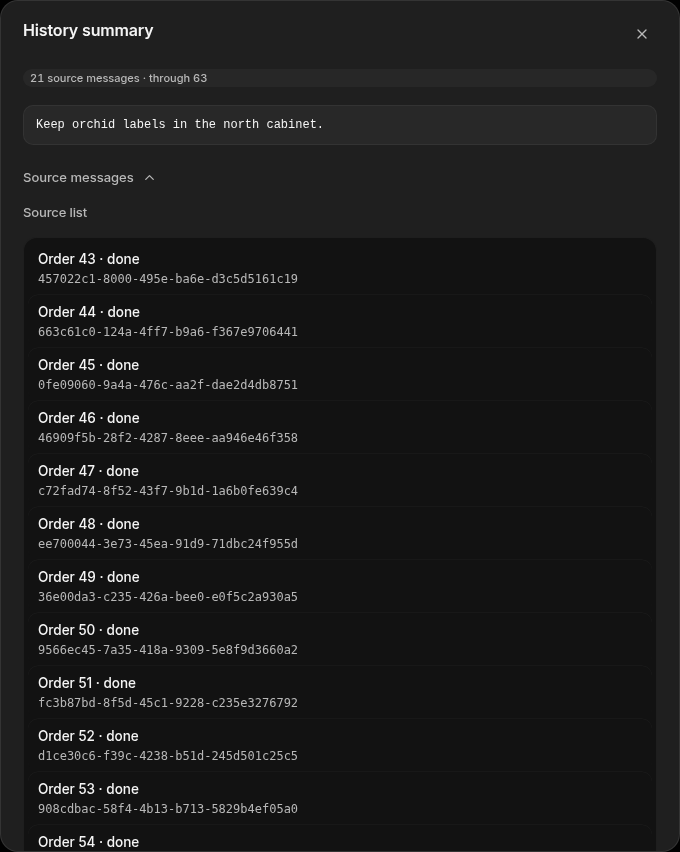 History summary
21 source messages · through 63
Keep orchid labels in the north cabinet.
Source messages
Source list
Order 43 · done
457022c1-8000-495e-ba6e-d3c5d5161c19
Order 44 · done
663c61c0-124a-4ff7-b9a6-f367e9706441
Order 45 · done
0fe09060-9a4a-476c-aa2f-dae2d4db8751
Order 46 · done
46909f5b-28f2-4287-8eee-aa946e46f358
Order 47 · done
c72fad74-8f52-43f7-9b1d-1a6b0fe639c4
Order 48 · done
ee700044-3e73-45ea-91d9-71dbc24f955d
Order 49 · done
36e00da3-c235-426a-bee0-e0f5c2a930a5
Order 50 · done
9566ec45-7a35-418a-9309-5e8f9d3660a2
Order 51 · done
fc3b87bd-8f5d-45c1-9228-c235e3276792
Order 52 · done
d1ce30c6-f39c-4238-b51d-245d501c25c5
Order 53 · done
908cdbac-58f4-4b13-b713-5829b4ef05a0
Order 54 · done